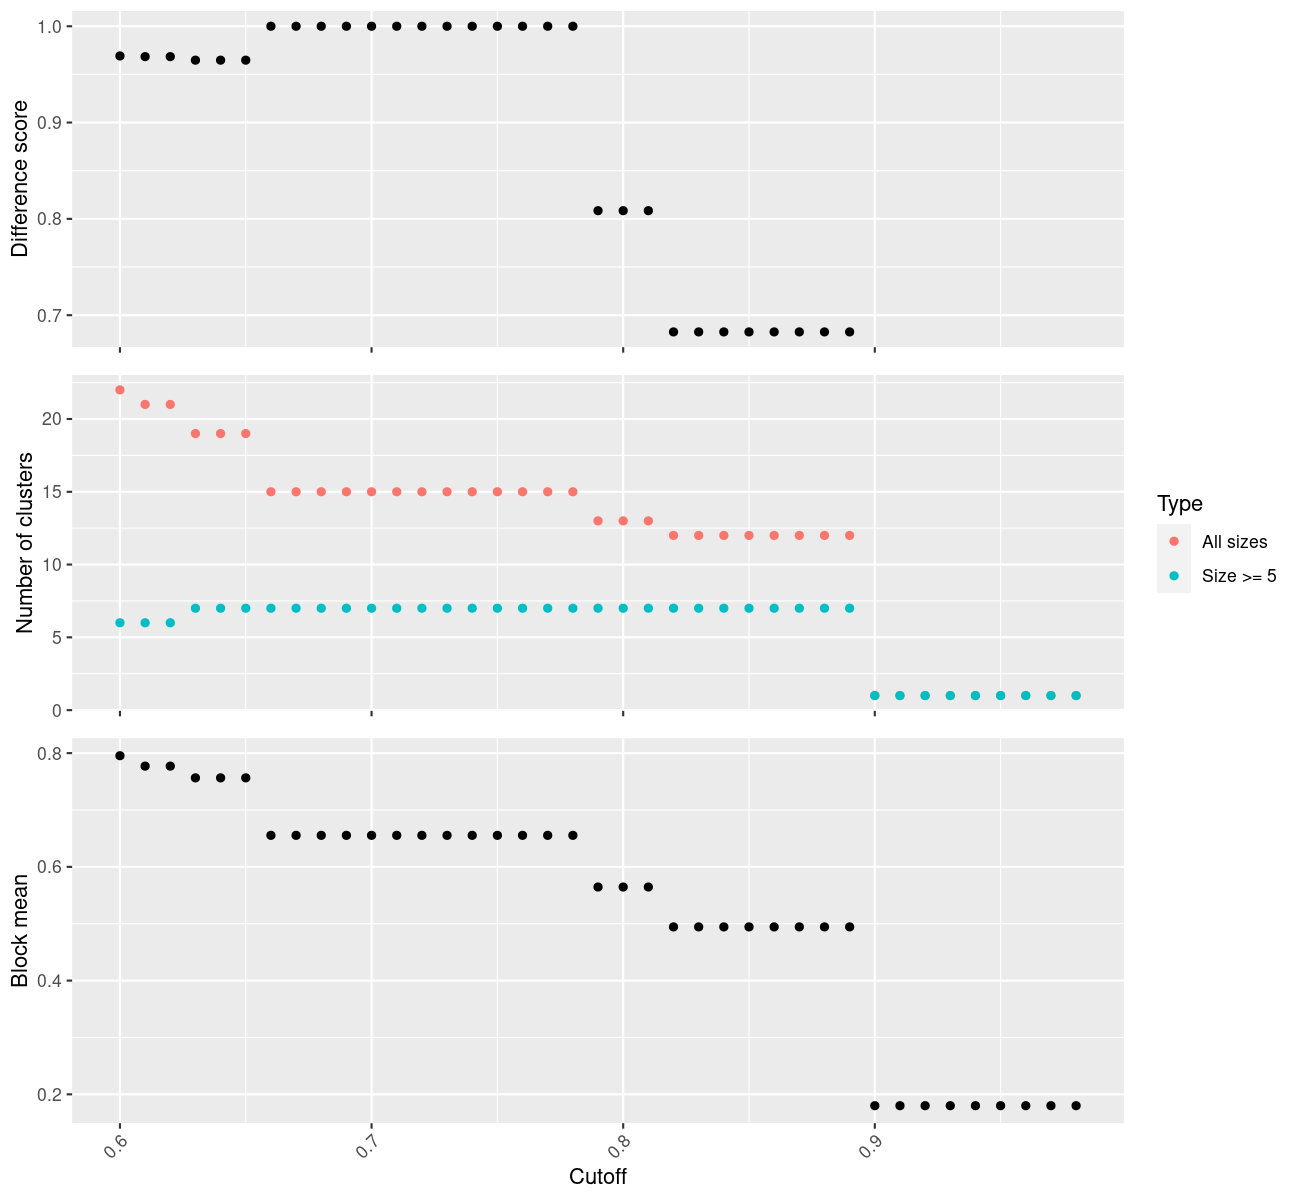 Difference score
1.0
0.9
0.8
0.7
Number of clusters
20
15
10
5
0
Type
All sizes
Size >= 5
Block mean
0.8
0.6
0.4
0.2
0.6 0.7 0.8 0.9
Cutoff